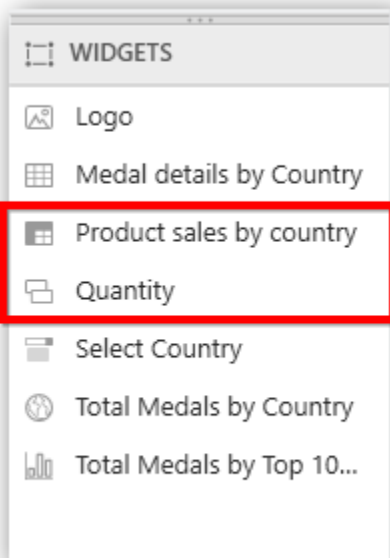 WIDGETS
Logo
Medal details by Country
Product sales by country
Quantity
Select Country
Total Medals by Country
Total Medals by Top 10...